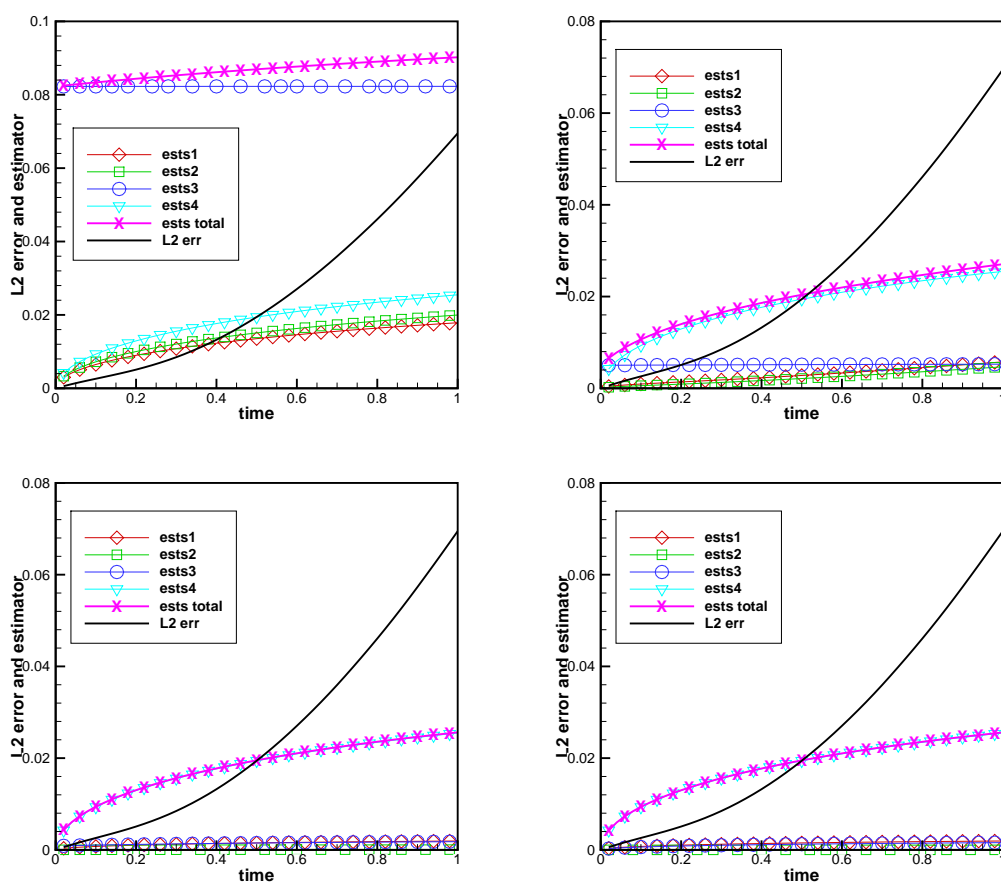 0.1
0.08
0.06
0.04
0.02
0
L2 error and estimator
ests1
ests2
ests3
ests4
ests total
L2 err
0 0.2 0.4 0.6 0.8 1
time
0.08
0.06
0.04
0.02
0
L2 error and estimator
ests1
ests2
ests3
ests4
ests total
L2 err
0 0.2 0.4 0.6 0.8 1
time
0.08
0.06
0.04
0.02
0
L2 error and estimator
ests1
ests2
ests3
ests4
ests total
L2 err
0 0.2 0.4 0.6 0.8 1
time
0.08
0.06
0.04
0.02
0
L2 error and estimator
ests1
ests2
ests3
ests4
ests total
L2 err
0 0.2 0.4 0.6 0.8 1
time